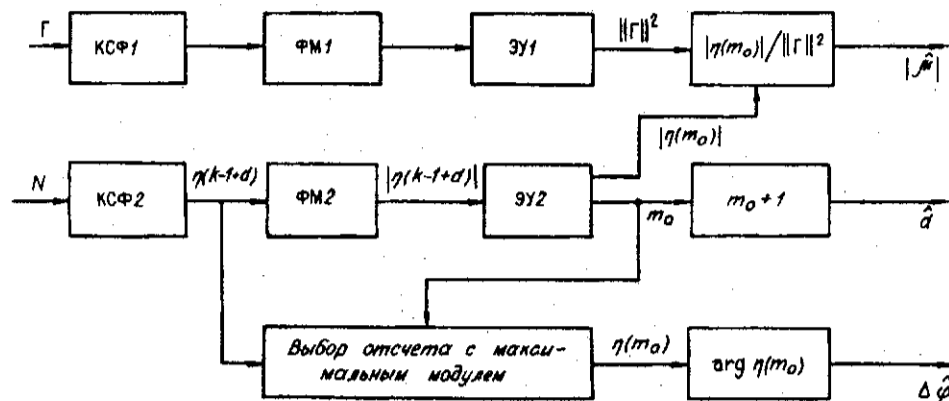 Г
КСФ1
ФМ1
ЭУ1
||Г||²
|η(m₀)|/||Г||²
|μ̂|
|η(m₀)|
N
КСФ2
η(k-1+d)
ФМ2
|η(k-1+d)|
ЭУ2
m₀
m₀+1
d̂
Выбор отсчета с макси-
мальным модулем
η(m₀)
arg η(m₀)
Δφ̂